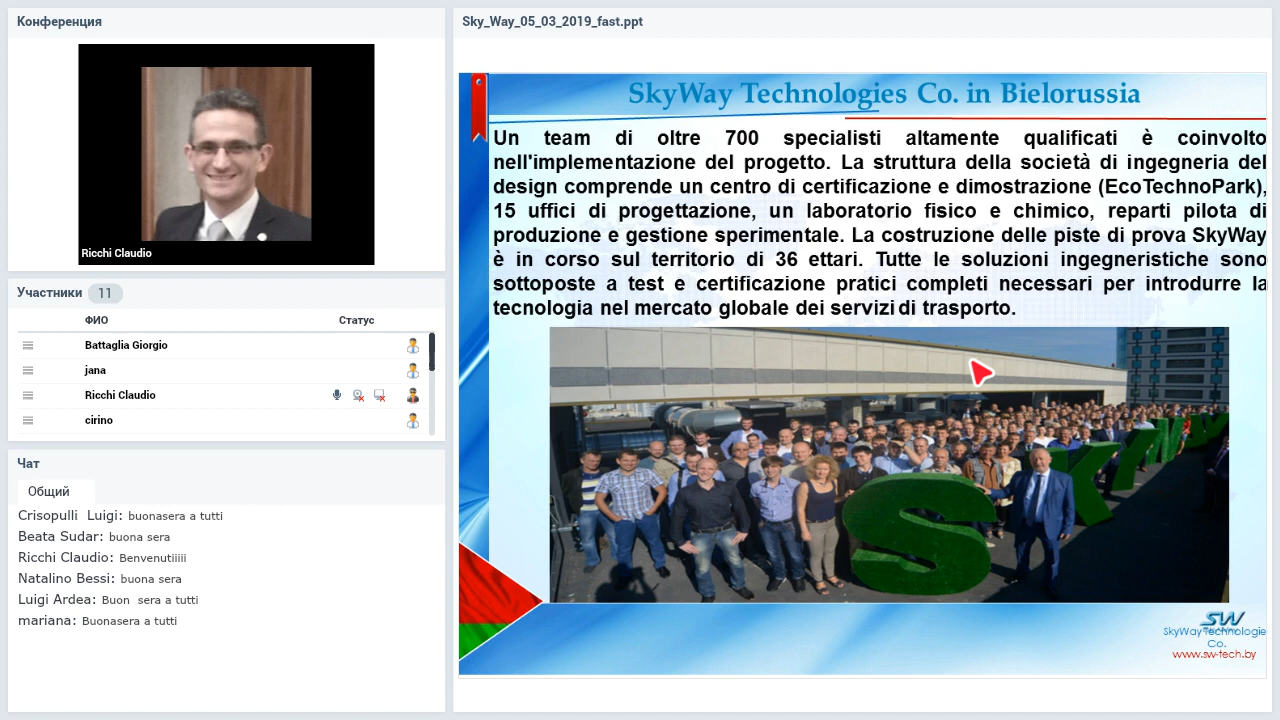 Конференция
Ricchi Claudio
Участники 11
ФИО Статус
Battaglia Giorgio
jana
Ricchi Claudio
cirino
Чат
Общий
Crisopulli Luigi: buonasera a tutti
Beata Sudar: buona sera
Ricchi Claudio: Benvenutiiiii
Natalino Bessi: buona sera
Luigi Ardea: Buon sera a tutti
mariana: Buonasera a tutti
Sky_Way_05_03_2019_fast.ppt
SkyWay Technologies Co. in Bielorussia
Un team di oltre 700 specialisti altamente qualificati è coinvolto
nell'implementazione del progetto. La struttura della società di ingegneria del
design comprende un centro di certificazione e dimostrazione (EcoTechnoPark),
15 uffici di progettazione, un laboratorio fisico e chimico, reparti pilota di
produzione e gestione sperimentale. La costruzione delle piste di prova SkyWay
è in corso sul territorio di 36 ettari. Tutte le soluzioni ingegneristiche sono
sottoposte a test e certificazione pratici completi necessari per introdurre la
tecnologia nel mercato globale dei servizi di trasporto.
S K Y W A Y
SW
SkyWay Technologie
Co.
www.sw-tech.by